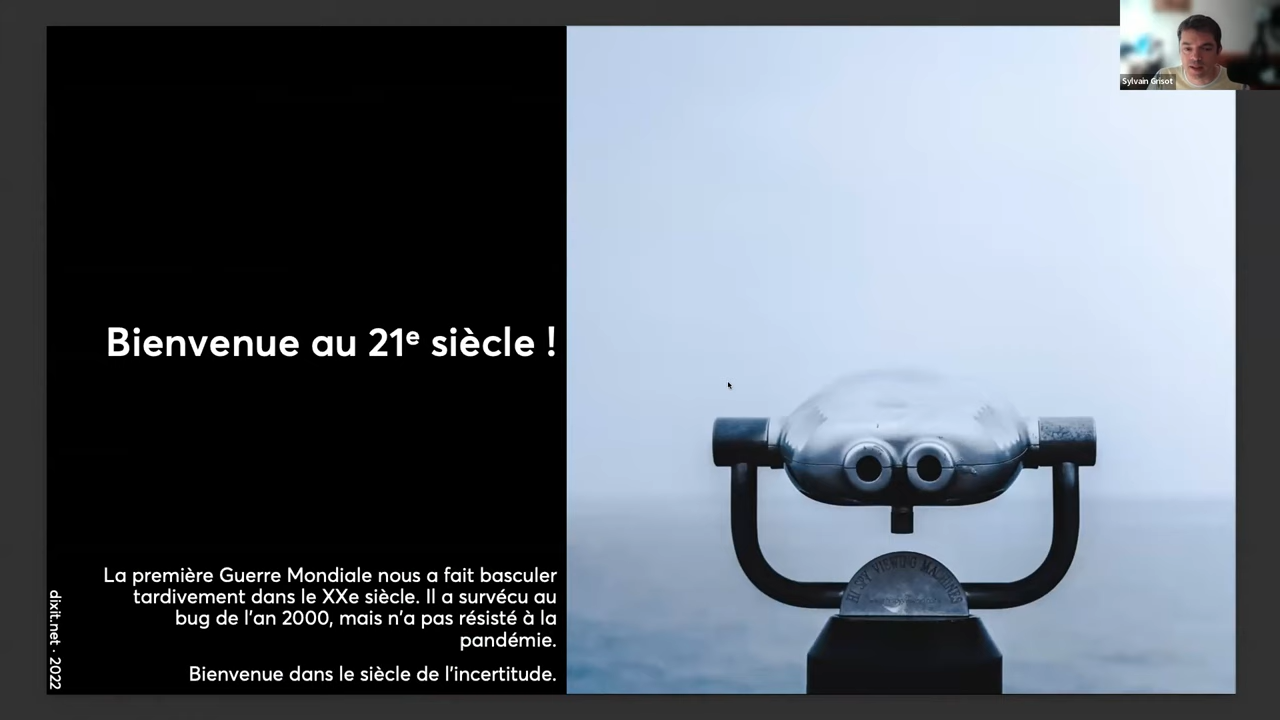 Sylvain Grisot
Bienvenue au 21e siècle !
La première Guerre Mondiale nous a fait basculer
tardivement dans le XXe siècle. Il a survécu au
bug de l'an 2000, mais n'a pas résisté à la
pandémie.
Bienvenue dans le siècle de l'incertitude.
dixit.net · 2022
VIEWING MACHINES